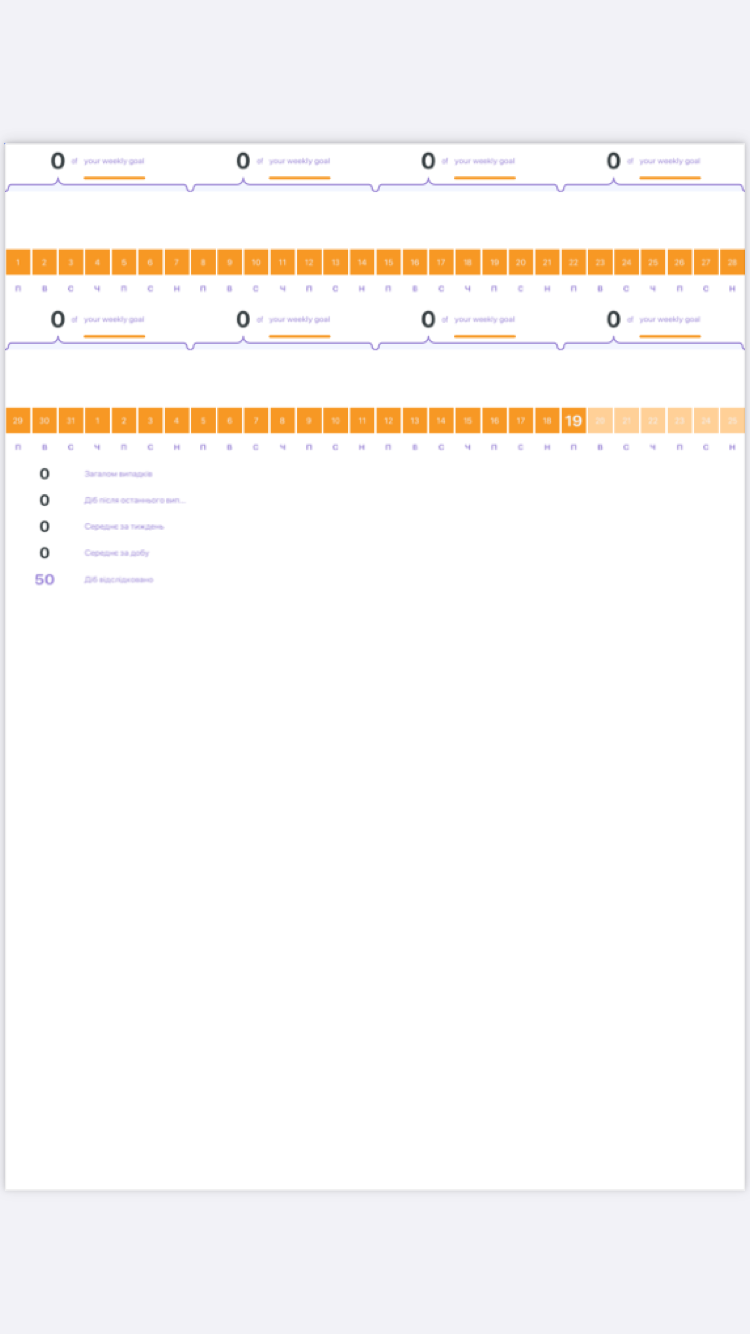 0 of your weekly goal 0 of your weekly goal 0 of your weekly goal 0 of your weekly goal
1 2 3 4 5 6 7 8 9 10 11 12 13 14 15 16 17 18 19 20 21 22 23 24 25 26 27 28
П В С Ч П С Н П В С Ч П С Н П В С Ч П С Н П В С Ч П С Н
0 of your weekly goal 0 of your weekly goal 0 of your weekly goal 0 of your weekly goal
29 30 31 1 2 3 4 5 6 7 8 9 10 11 12 13 14 15 16 17 18 19 20 21 22 23 24 25
П В С Ч П С Н П В С Ч П С Н П В С Ч П С Н П В С Ч П С Н
0 Загалом випадків
0 Діб після останнього вип...
0 Середнє за тиждень
0 Середнє за добу
50 Діб відслідковано